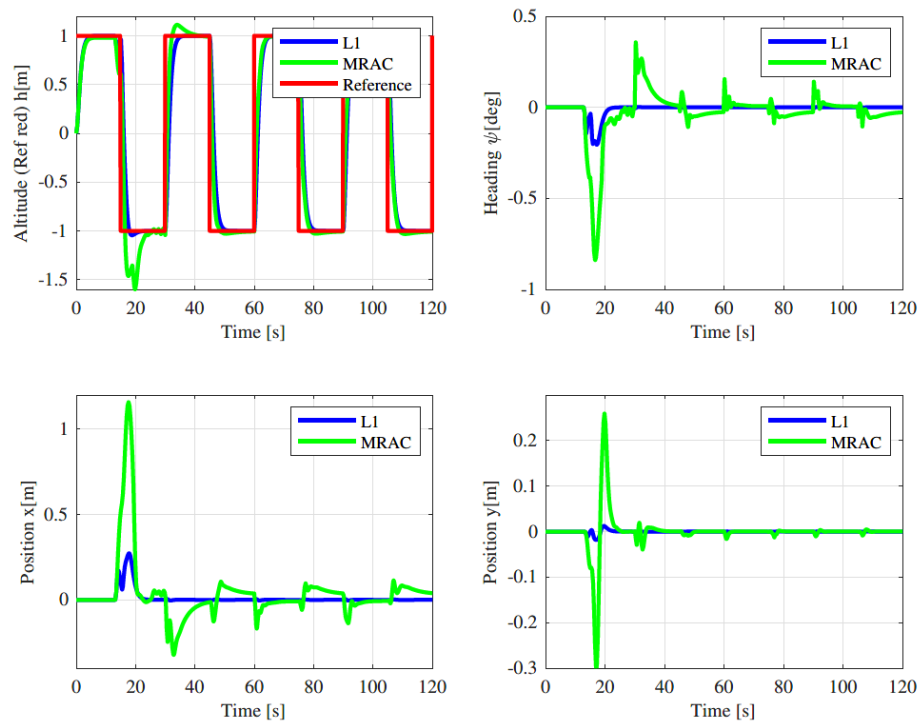 Altitude (Ref red) h[m]
1
0.5
0
-0.5
-1
-1.5
0
20
40
60
80
100
120
Time [s]
L1
MRAC
Reference
Heading ψ[deg]
0.5
0
-0.5
-1
0
20
40
60
80
100
120
Time [s]
L1
MRAC
Position x[m]
1
0.5
0
0
20
40
60
80
100
120
Time [s]
L1
MRAC
Position y[m]
0.2
0.1
0
-0.1
-0.2
-0.3
0
20
40
60
80
100
120
Time [s]
L1
MRAC